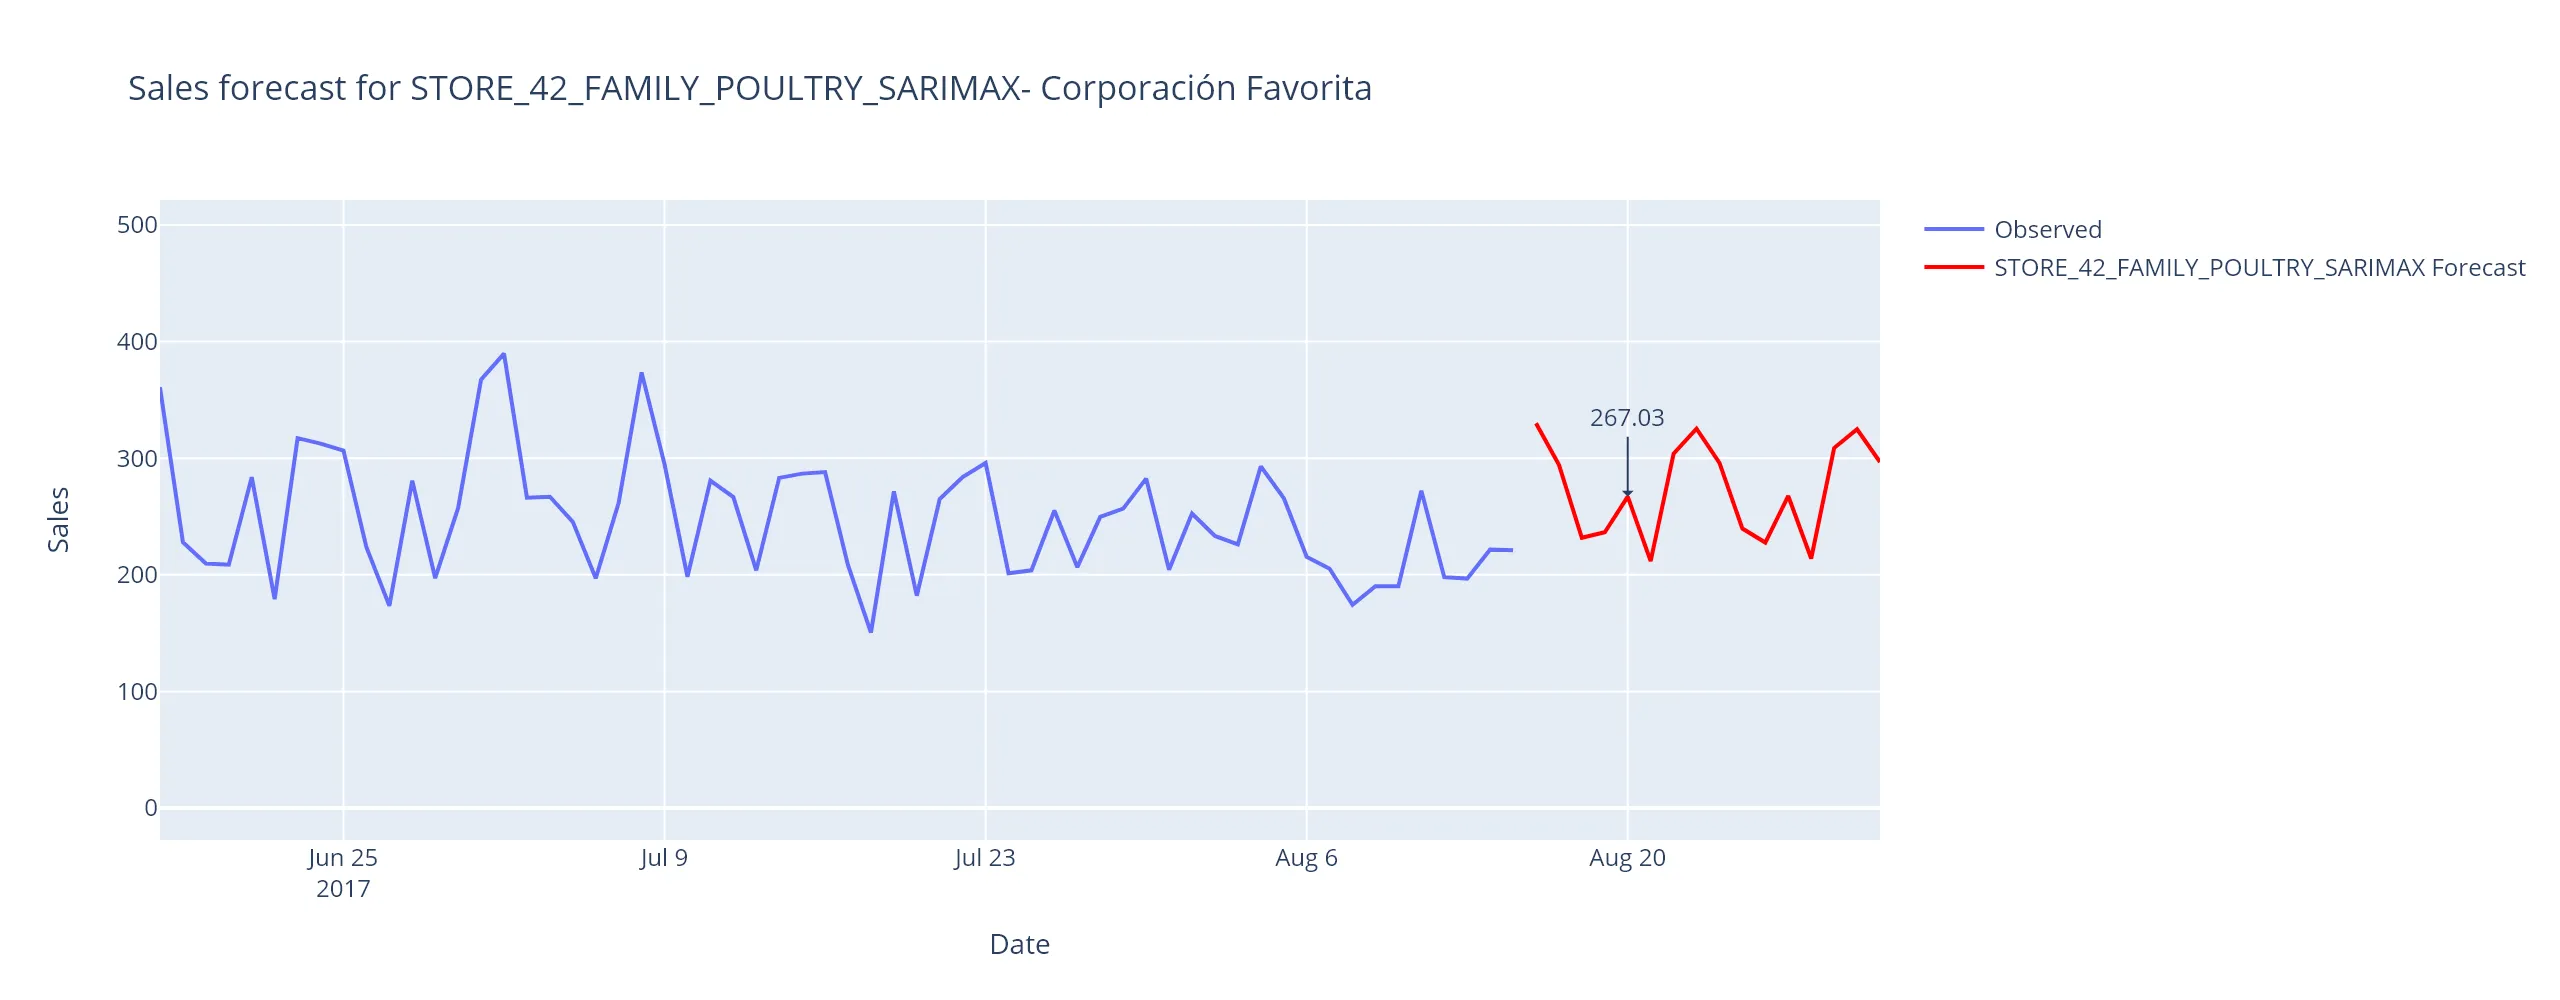 Sales forecast for STORE_42_FAMILY_POULTRY_SARIMAX- Corporación Favorita
Observed
STORE_42_FAMILY_POULTRY_SARIMAX Forecast
500
400
300
200
100
0
Sales
267.03
Jun 25
2017
Jul 9
Jul 23
Aug 6
Aug 20
Date